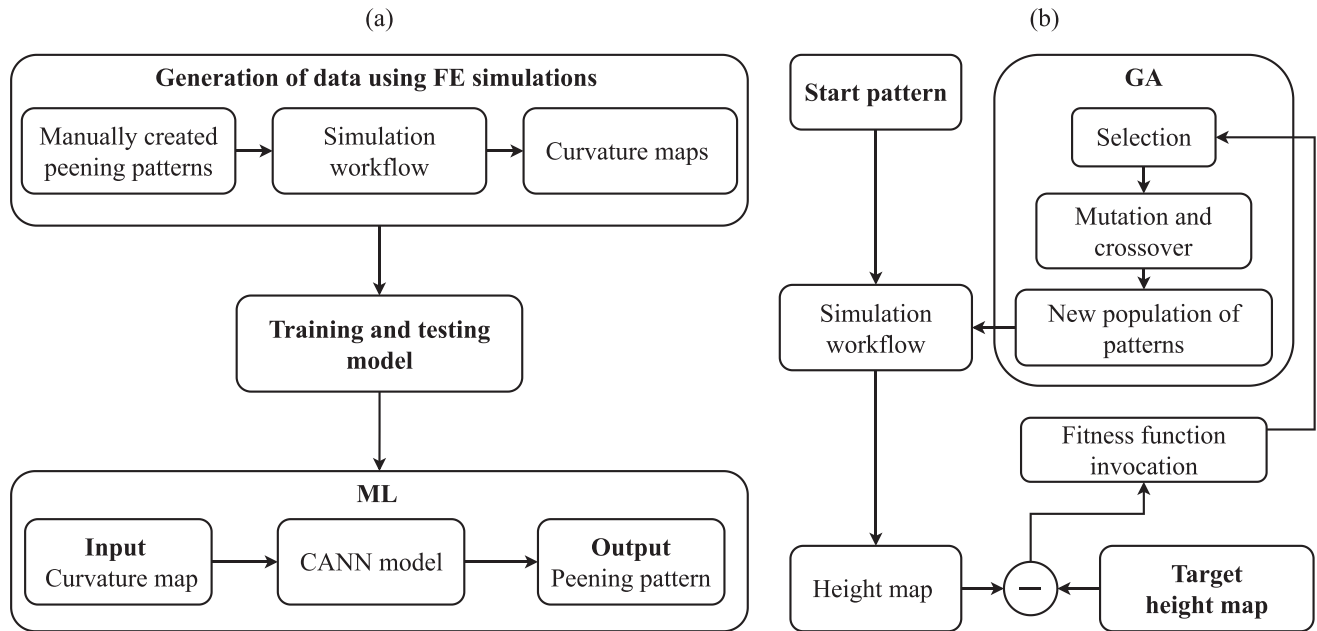 (a)
Generation of data using FE simulations
Manually created
peening patterns
Simulation
workflow
Curvature maps
Training and testing
model
ML
Input
Curvature map
CANN model
Output
Peening pattern
(b)
Start pattern
GA
Selection
Mutation and
crossover
New population of
patterns
Simulation
workflow
Fitness function
invocation
Height map
−
Target
height map